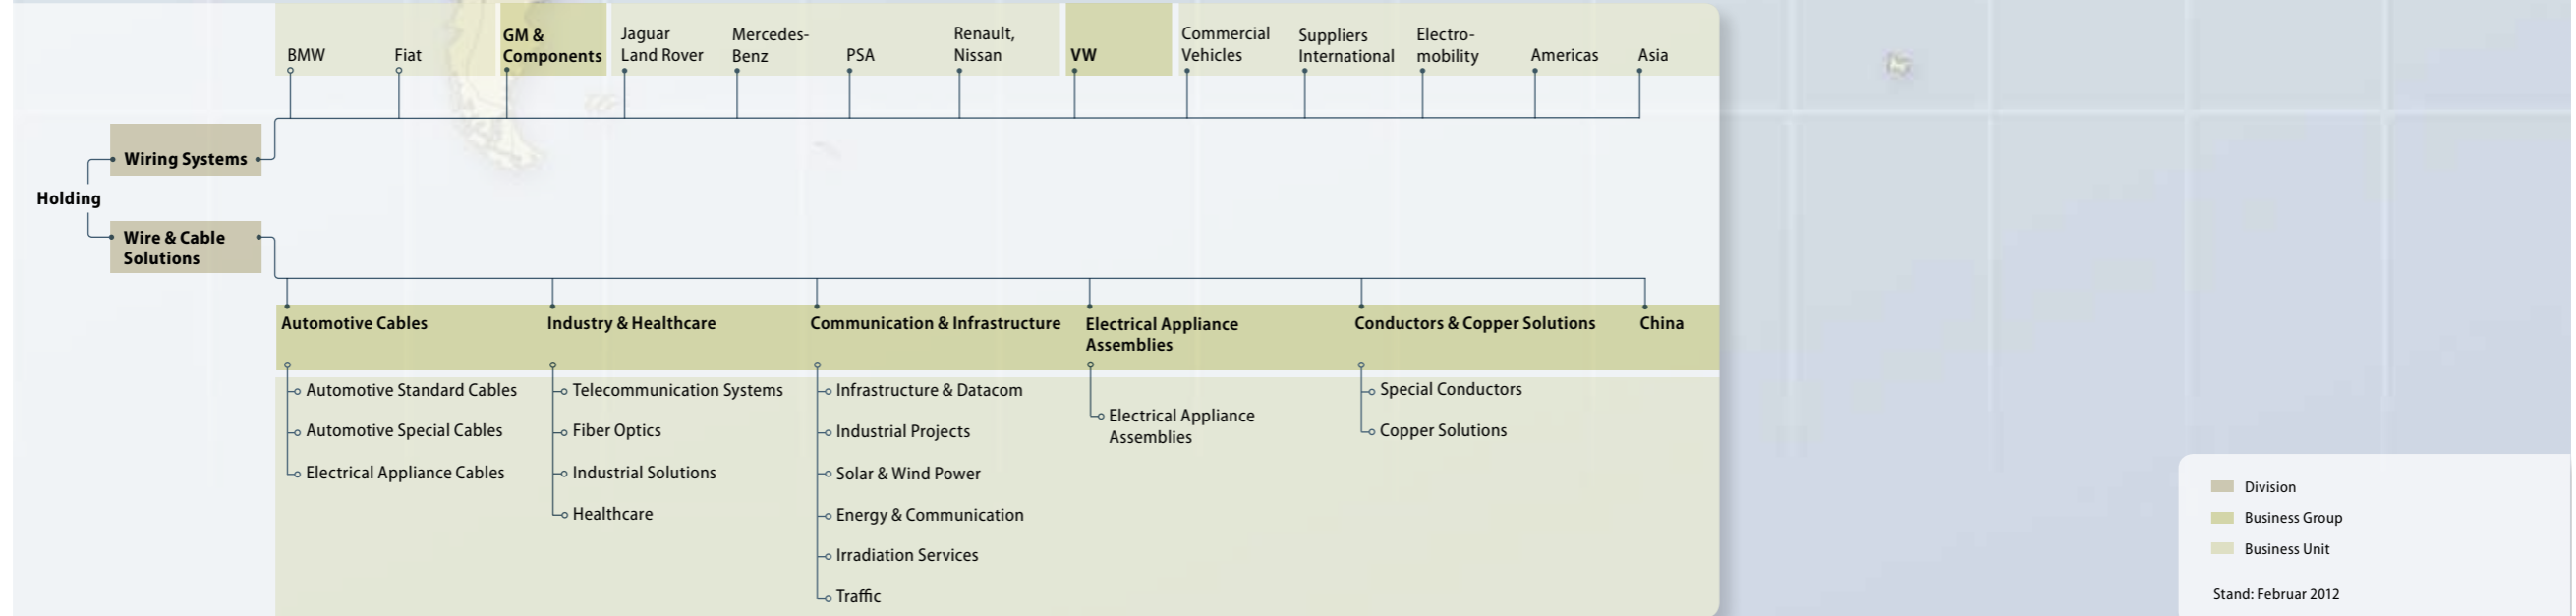 BMW
Fiat
GM &
Components
Jaguar
Land Rover
Mercedes-
Benz
PSA
Renault,
Nissan
VW
Commercial
Vehicles
Suppliers
International
Electro-
mobility
Americas
Asia
Wiring Systems
Holding
Wire & Cable
Solutions
Automotive Cables
Automotive Standard Cables
Automotive Special Cables
Electrical Appliance Cables
Industry & Healthcare
Telecommunication Systems
Fiber Optics
Industrial Solutions
Healthcare
Communication & Infrastructure
Infrastructure & Datacom
Industrial Projects
Solar & Wind Power
Energy & Communication
Irradiation Services
Traffic
Electrical Appliance
Assemblies
Electrical Appliance
Assemblies
Conductors & Copper Solutions
Special Conductors
Copper Solutions
China
Division
Business Group
Business Unit
Stand: Februar 2012